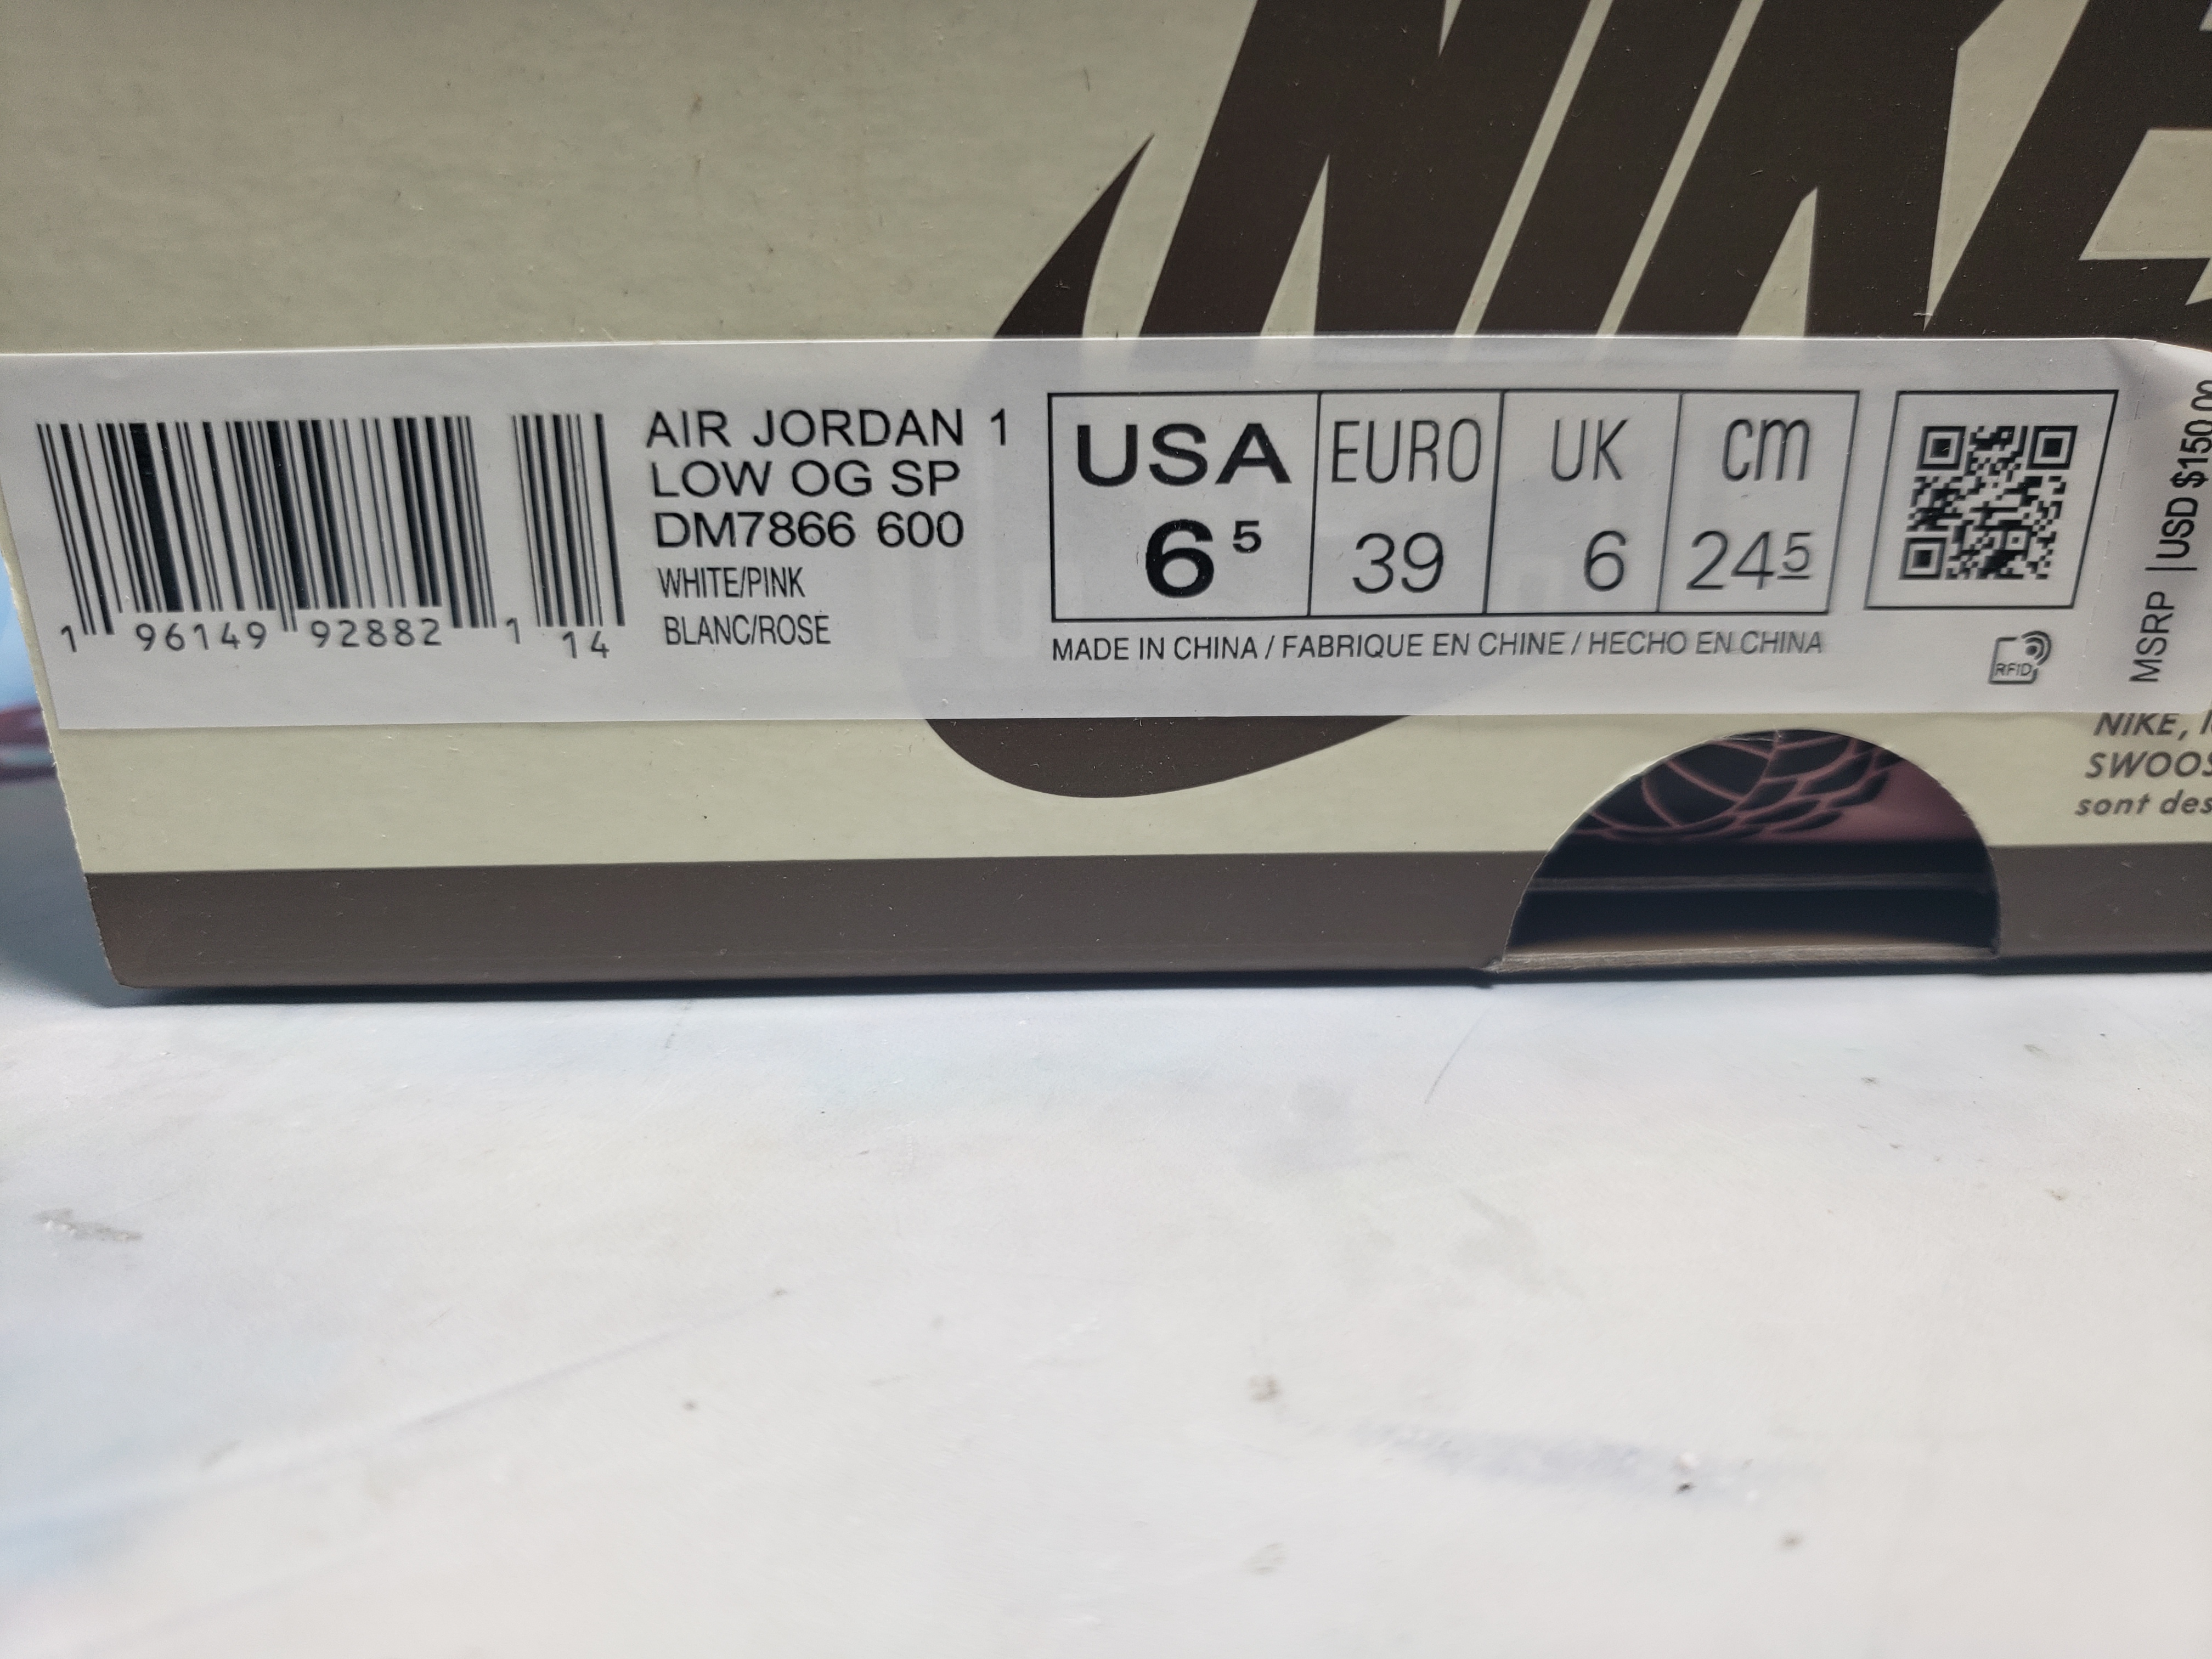 NIKE
1 96149 92882 1 14
AIR JORDAN 1
LOW OG SP
DM7866 600
WHITE/PINK
BLANC/ROSE
USA EURO UK cm
6 5 39 6 24 5
MADE IN CHINA / FABRIQUE EN CHINE / HECHO EN CHINA
RFID
MSRP |USD $150.00
NIKE,
sont des